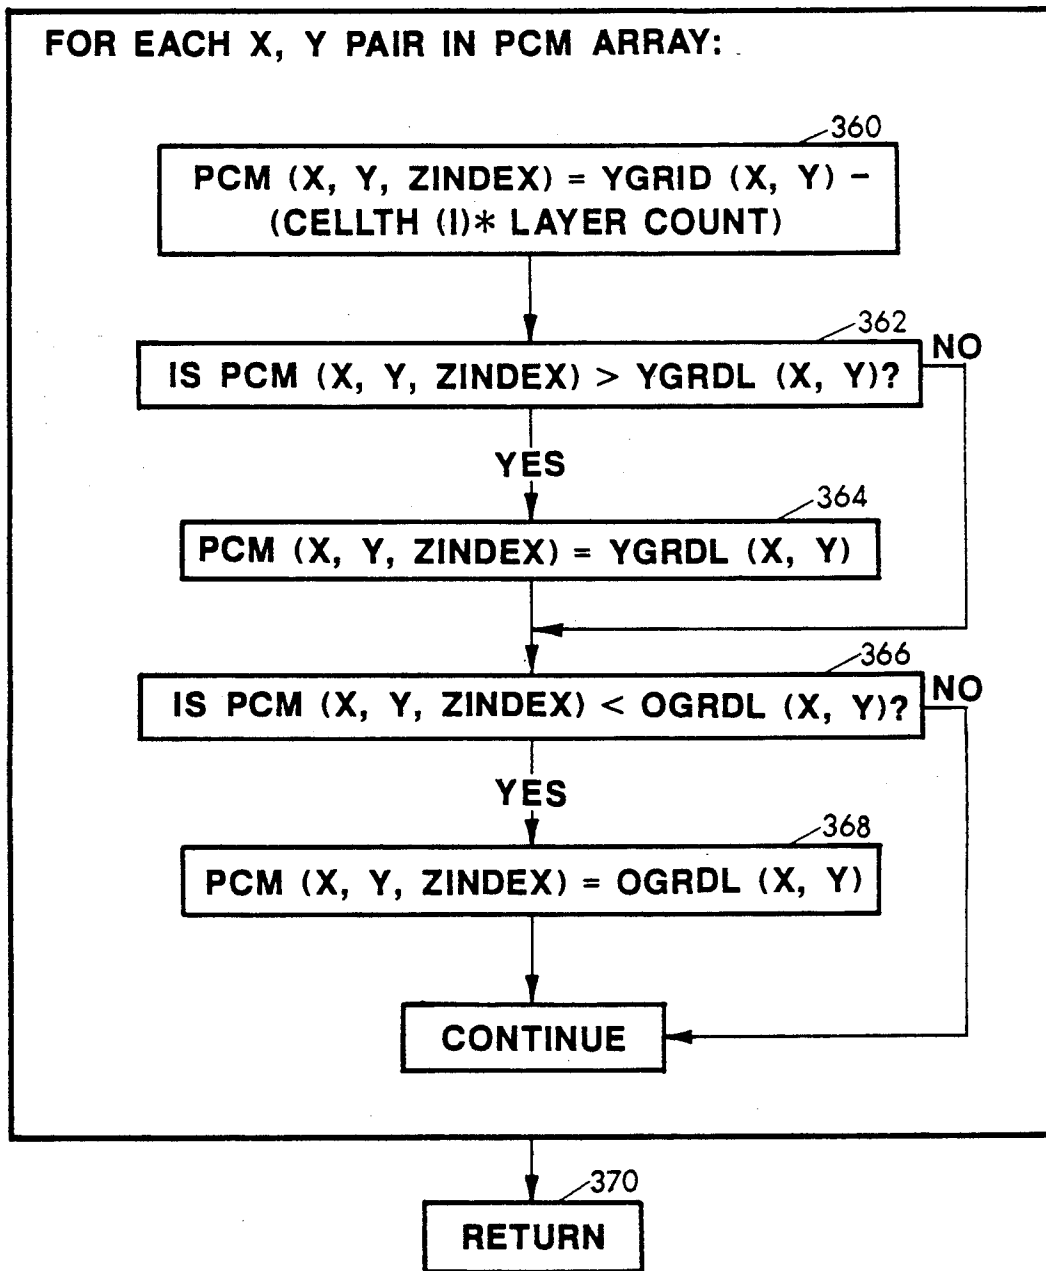 FOR EACH X, Y PAIR IN PCM ARRAY:
360
PCM (X, Y, ZINDEX) = YGRID (X, Y) –
(CELLTH (I)* LAYER COUNT)
362
NO
IS PCM (X, Y, ZINDEX) > YGRDL (X, Y)?
YES
364
PCM (X, Y, ZINDEX) = YGRDL (X, Y)
366
NO
IS PCM (X, Y, ZINDEX) < OGRDL (X, Y)?
YES
368
PCM (X, Y, ZINDEX) = OGRDL (X, Y)
CONTINUE
370
RETURN